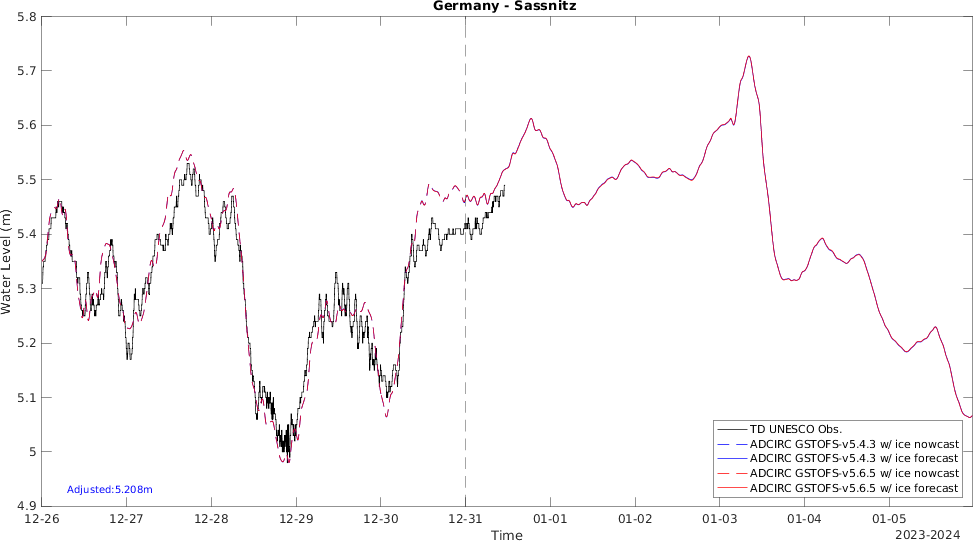 Germany - Sassnitz
5.8
5.7
5.6
5.5
5.4
5.3
5.2
5.1
5
4.9
Water Level (m)
Adjusted:5.208m
TD UNESCO Obs.
ADCIRC GSTOFS-v5.4.3 w/ ice nowcast
ADCIRC GSTOFS-v5.4.3 w/ ice forecast
ADCIRC GSTOFS-v5.6.5 w/ ice nowcast
ADCIRC GSTOFS-v5.6.5 w/ ice forecast
12-26 12-27 12-28 12-29 12-30 12-31 01-01 01-02 01-03 01-04 01-05
Time
2023-2024